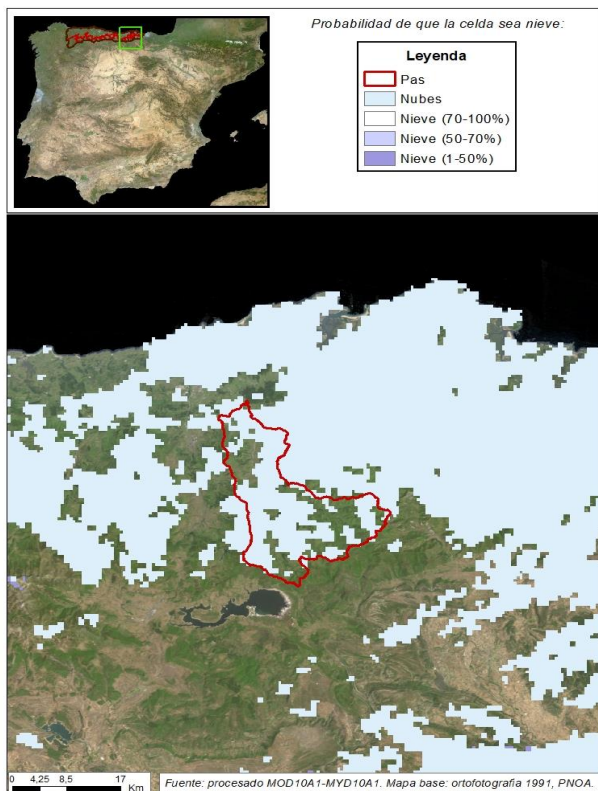 Probabilidad de que la celda sea nieve:
Leyenda
Pas
Nubes
Nieve (70-100%)
Nieve (50-70%)
Nieve (1-50%)
0 4,25 8,5 17
Km
Fuente: procesado MOD10A1-MYD10A1. Mapa base: ortofotografia 1991, PNOA.